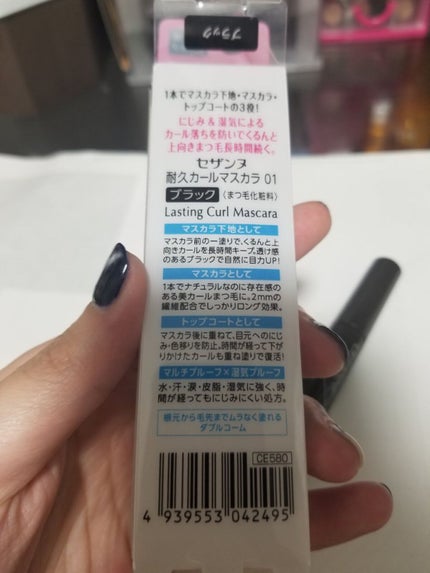 ブラック
1本でマスカラ下地・マスカラ・
トップコートの3役!
にじみ&湿気による
カール落ちを防いでくるんと
上向きまつ毛長時間続く。
セザンヌ
耐久カールマスカラ 01
ブラック 〈まつ毛化粧料〉
Lasting Curl Mascara
マスカラ下地として
マスカラ前の一塗りで、くるんと上
向きカールを長時間キープ。透け感
のあるブラックで自然に目力UP!
マスカラとして
1本でナチュラルなのに存在感の
ある美カールまつ毛に。2mmの
繊維配合でしっかりロング効果。
トップコートとして
マスカラ後に重ねて、目元へのにじ
み・色移りを防止。時間が経って下が
りかけたカールも重ね塗りで復活!
マルチプルーフ×湿気プルーフ
水・汗・涙・皮脂・湿気に強く、時
間が経ってもにじみにくい処方。
根元から毛先までムラなく塗れる
ダブルコーム
CE580
4 939553 042495